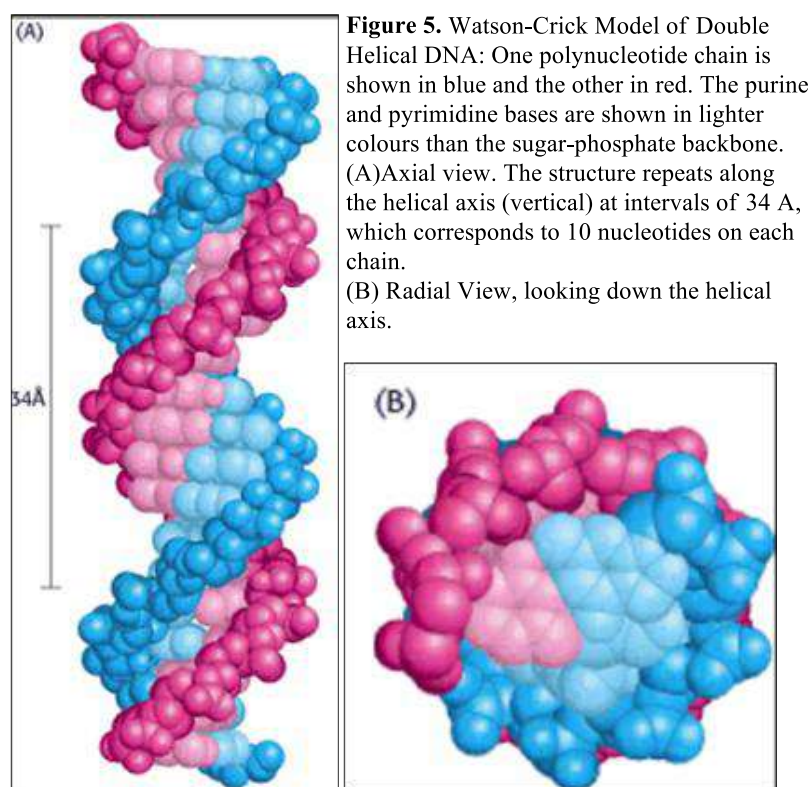 (A)
Figure 5. Watson-Crick Model of Double
Helical DNA: One polynucleotide chain is
shown in blue and the other in red. The purine
and pyrimidine bases are shown in lighter
colours than the sugar-phosphate backbone.
(A)Axial view. The structure repeats along
the helical axis (vertical) at intervals of 34 A,
which corresponds to 10 nucleotides on each
chain.
(B) Radial View, looking down the helical
axis.
34Å
(B)